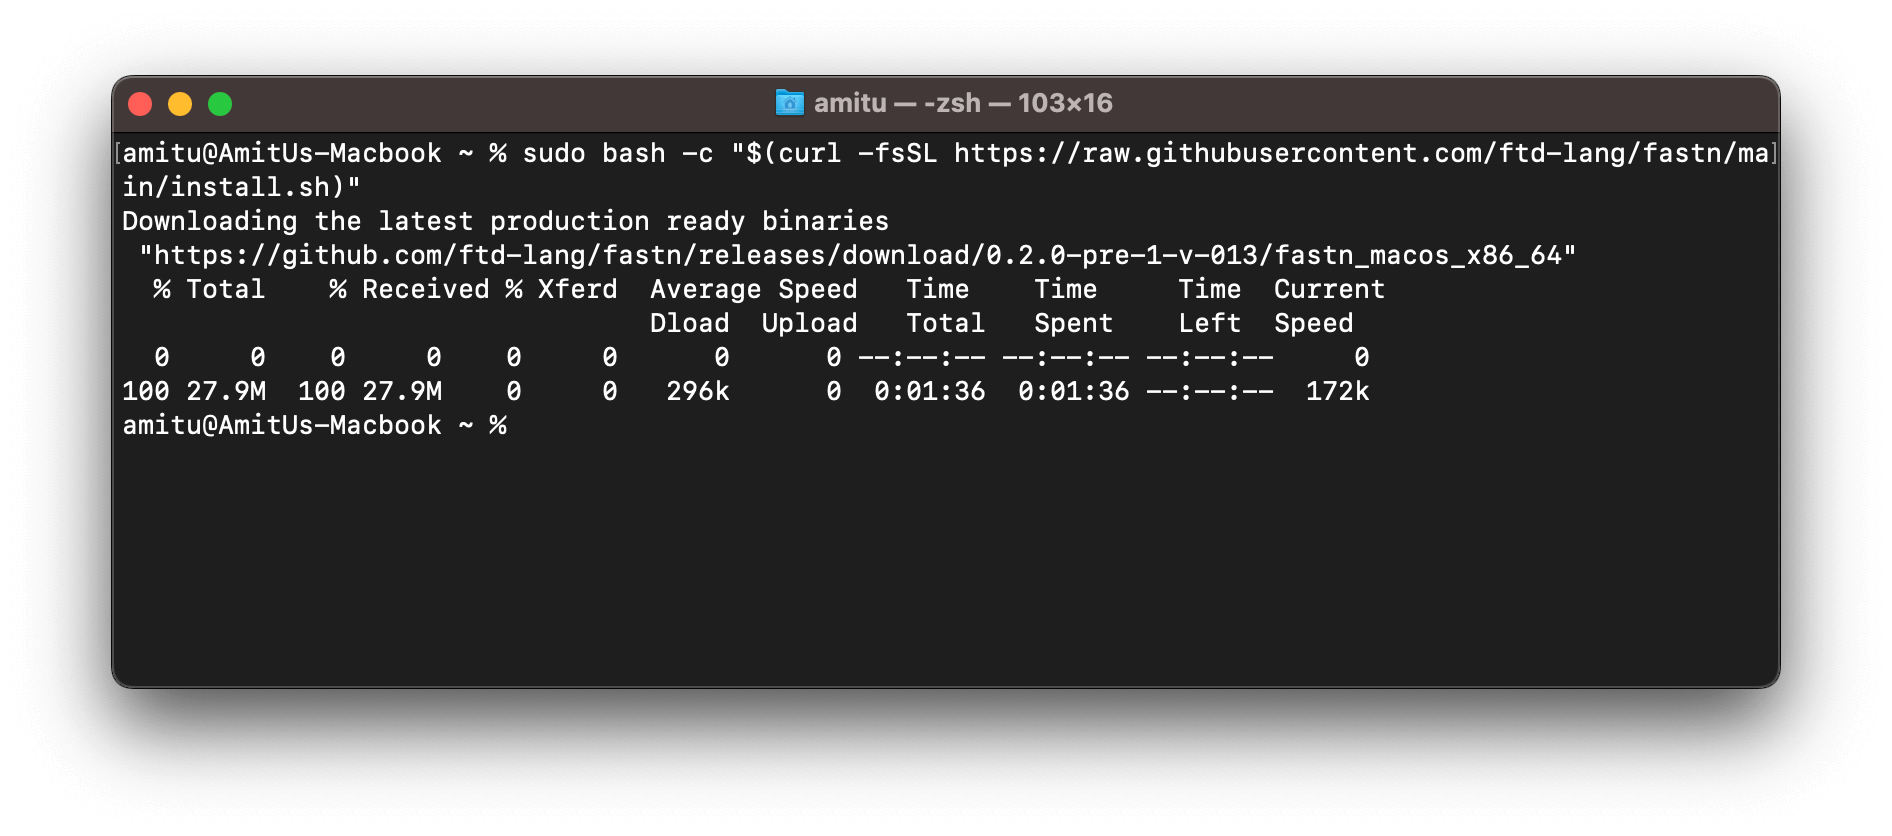 amitu — -zsh — 103×16
[amitu@AmitUs-Macbook ~ % sudo bash -c "$(curl -fsSL https://raw.githubusercontent.com/ftd-lang/fastn/ma]
in/install.sh)"
Downloading the latest production ready binaries
 "https://github.com/ftd-lang/fastn/releases/download/0.2.0-pre-1-v-013/fastn_macos_x86_64"
  % Total    % Received % Xferd  Average Speed   Time    Time     Time  Current
                                 Dload  Upload   Total   Spent    Left  Speed
  0     0    0     0    0     0      0      0 --:--:-- --:--:-- --:--:--     0
100 27.9M  100 27.9M    0     0   296k      0  0:01:36  0:01:36 --:--:--  172k
amitu@AmitUs-Macbook ~ %